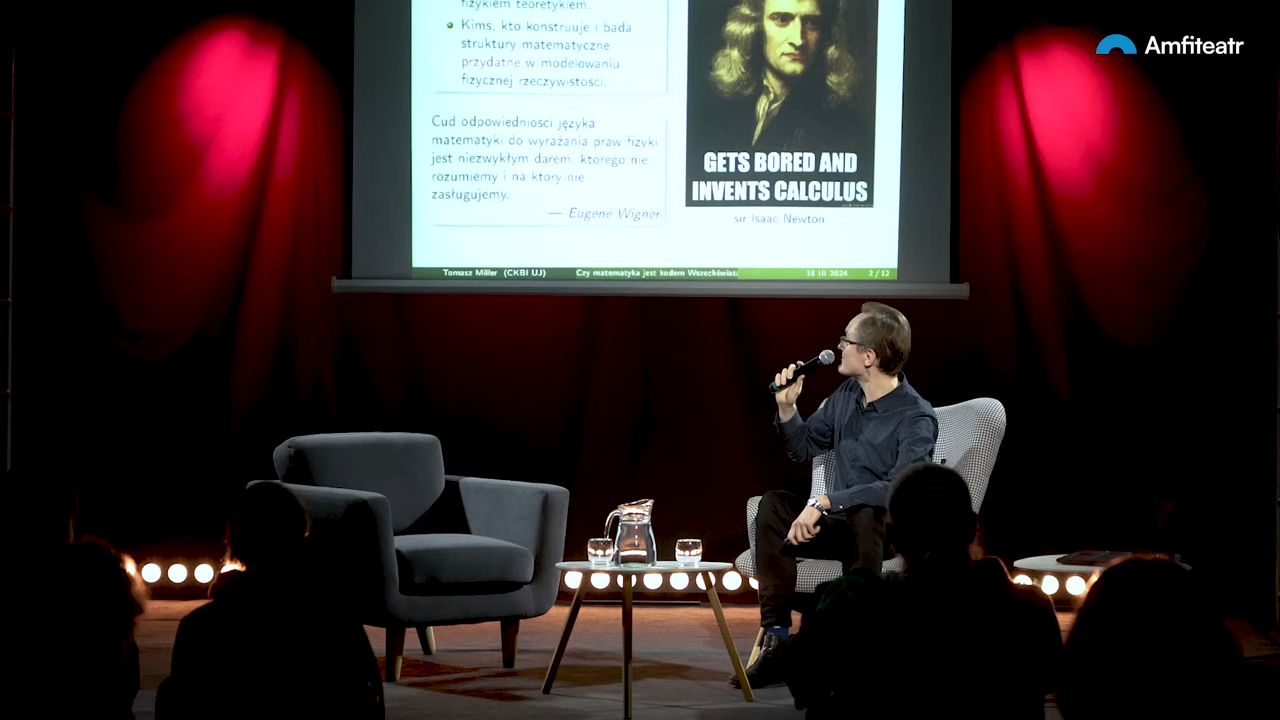 fizykiem teoretykiem.
Kims, kto konstruuje i bada
struktury matematyczne
przydatne w modelowaniu
fizycznej rzeczywistości.
Cud odpowiedniości języka
matematyki do wyrażania praw fizyki
jest niezwykłym darem, którego nie
rozumiemy i na który nie
zasługujemy.
— Eugene Wigner
GETS BORED AND
INVENTS CALCULUS
sir Isaac Newton
Tomasz Miller (CKBI UJ)
Czy matematyka jest kodem Wszechświata
18 III 2024
2 / 12
Amfiteatr